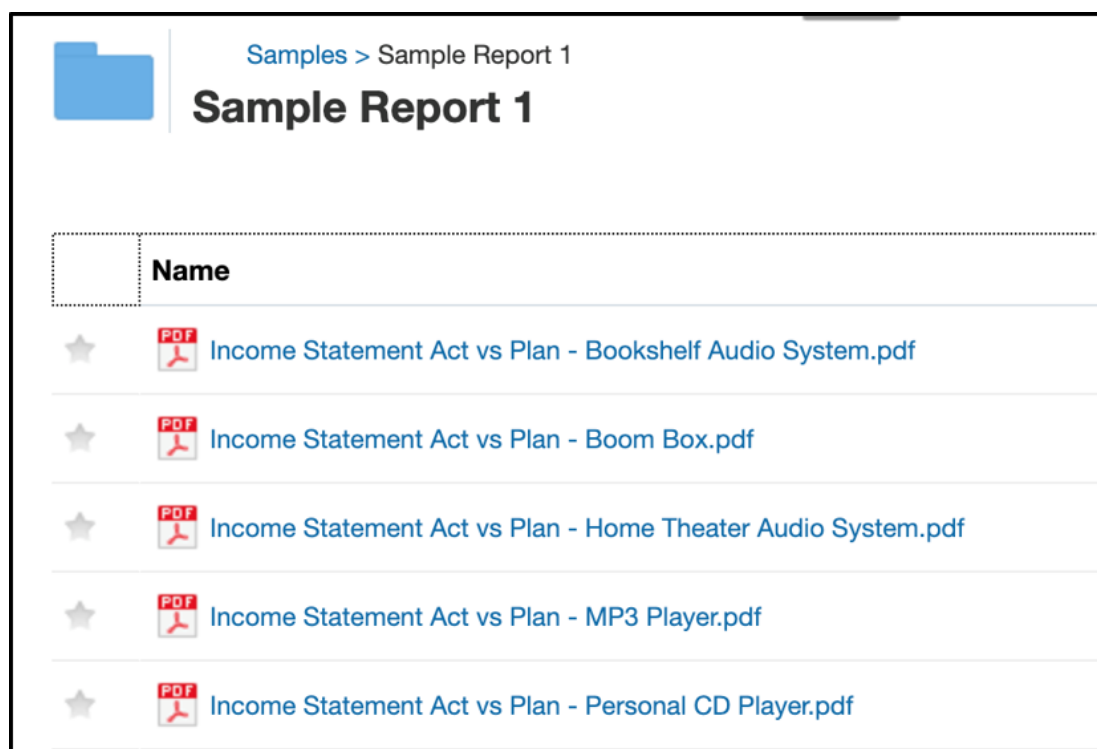 Samples > Sample Report 1
Sample Report 1
Name
PDF Income Statement Act vs Plan - Bookshelf Audio System.pdf
PDF Income Statement Act vs Plan - Boom Box.pdf
PDF Income Statement Act vs Plan - Home Theater Audio System.pdf
PDF Income Statement Act vs Plan - MP3 Player.pdf
PDF Income Statement Act vs Plan - Personal CD Player.pdf